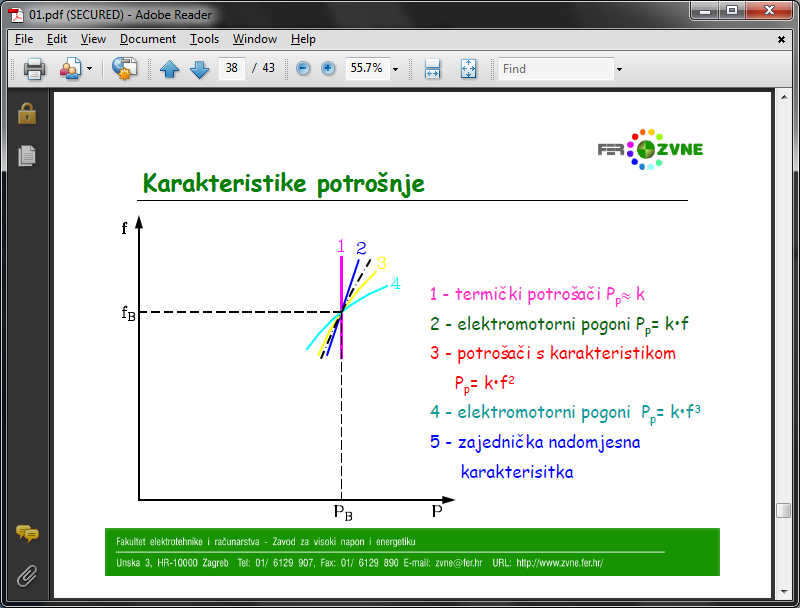 01.pdf (SECURED) - Adobe Reader
File Edit View Document Tools Window Help
38 / 43 55.7% Find
FER ZVNE
Karakteristike potrošnje
f
1 2 3 4
fB
PB P
1 - termički potrošači Pp≈ k
2 - elektromotorni pogoni Pp= k•f
3 - potrošači s karakteristikom
Pp= k•f²
4 - elektromotorni pogoni Pp= k•f³
5 - zajednička nadomjesna
karakterisitka
Fakultet elektrotehnike i računarstva - Zavod za visoki napon i energetiku
Unska 3, HR-10000 Zagreb Tel: 01/ 6129 907, Fax: 01/ 6129 890 E-mail: zvne@fer.hr URL: http://www.zvne.fer.hr/